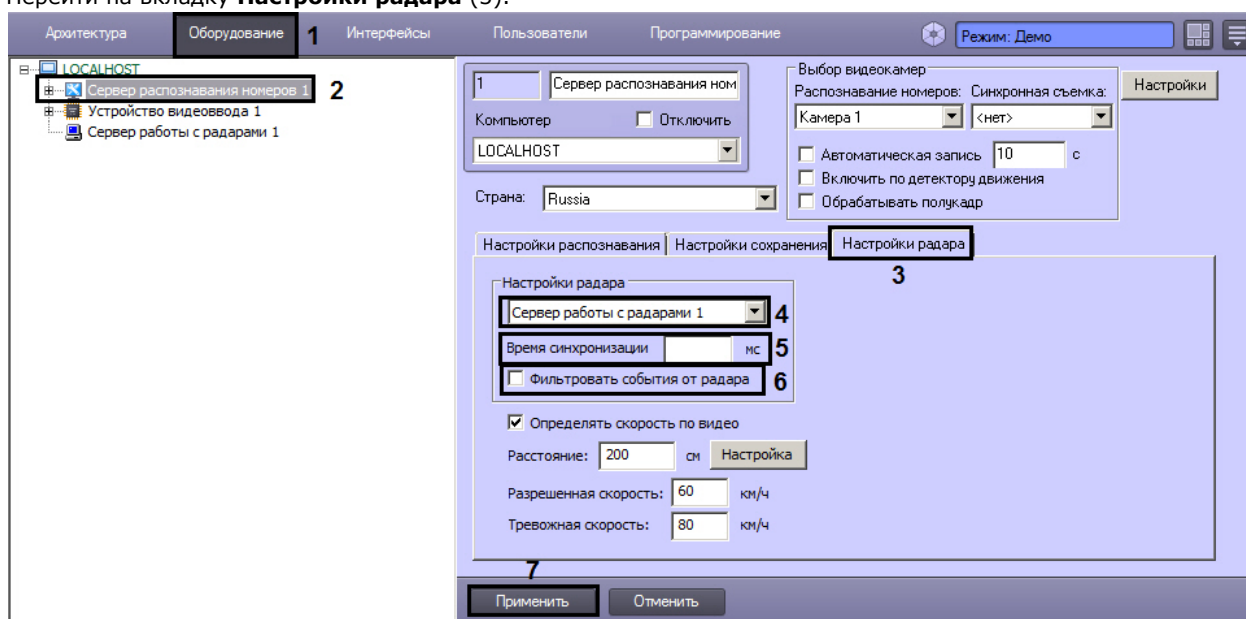 Перейти на вкладку Настройки радара (3).
Архитектура Оборудование 1 Интерфейсы Пользователи Программирование Режим: Демо
LOCALHOST
Сервер распознавания номеров 1 2
Устройство видеоввода 1
Сервер работы с радарами 1
1 Сервер распознавания ном
Компьютер Отключить
LOCALHOST
Страна: Russia
Выбор видеокамер
Распознавание номеров: Синхронная съемка:
Камера 1 <нет>
Автоматическая запись 10 с
Включить по детектору движения
Обрабатывать полукадр
Настройки
Настройки распознавания Настройки сохранения Настройки радара
3
Настройки радара
Сервер работы с радарами 1 4
Время синхронизации мс 5
Фильтровать события от радара 6
Определять скорость по видео
Расстояние: 200 см Настройка
Разрешенная скорость: 60 км/ч
Тревожная скорость: 80 км/ч
7
Применить Отменить